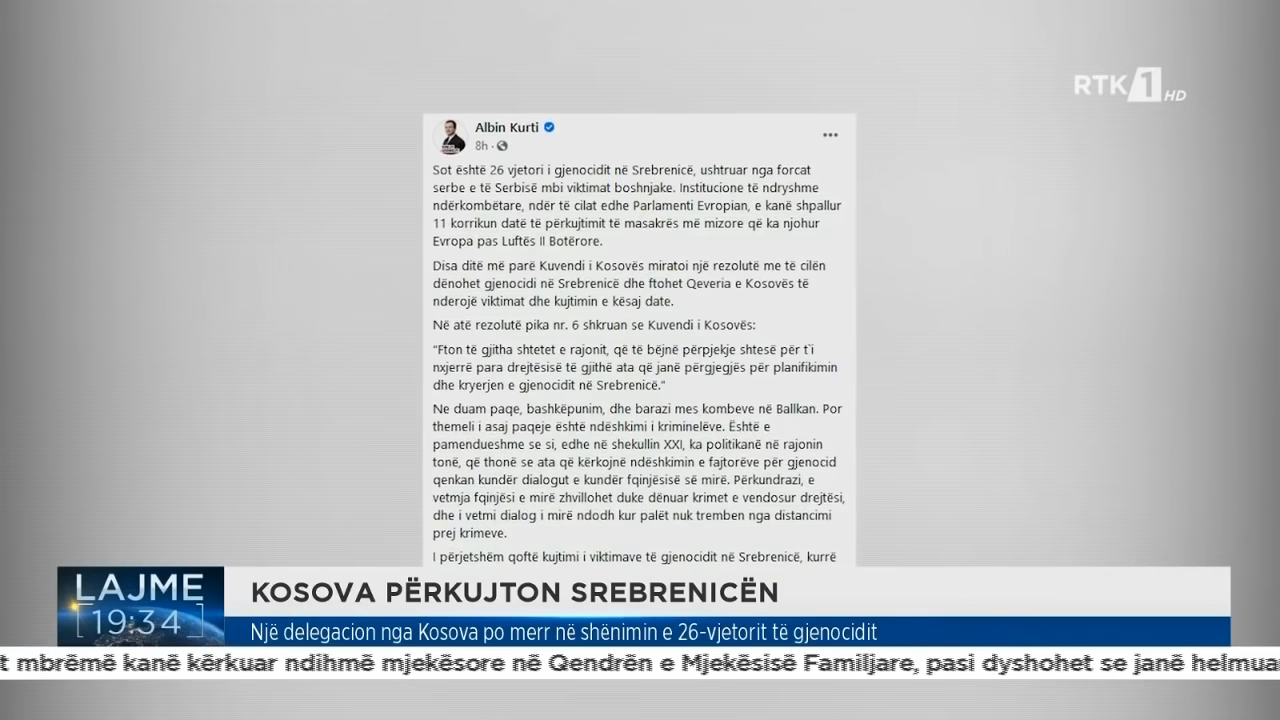 RTK 1 HD
Albin Kurti
8h ·
Sot është 26 vjetori i gjenocidit në Srebrenicë, ushtruar nga forcat
serbe e të Serbisë mbi viktimat boshnjake. Institucione të ndryshme
ndërkombëtare, ndër të cilat edhe Parlamenti Evropian, e kanë shpallur
11 korrikun datë të përkujtimit të masakrës më mizore që ka njohur
Evropa pas Luftës II Botërore.
Disa ditë më parë Kuvendi i Kosovës miratoi një rezolutë me të cilën
dënohet gjenocidi në Srebrenicë dhe ftohet Qeveria e Kosovës të
nderojë viktimat dhe kujtimin e kësaj date.
Në atë rezolutë pika nr. 6 shkruan se Kuvendi i Kosovës:
“Fton të gjitha shtetet e rajonit, që të bëjnë përpjekje shtesë për t`i
nxjerrë para drejtësisë të gjithë ata që janë përgjegjës për planifikimin
dhe kryerjen e gjenocidit në Srebrenicë.”
Ne duam paqe, bashkëpunim, dhe barazi mes kombeve në Ballkan. Por
themeli i asaj paqeje është ndëshkimi i kriminelëve. Është e
pamendueshme se si, edhe në shekullin XXI, ka politikanë në rajonin
tonë, që thonë se ata që kërkojnë ndëshkimin e fajtorëve për gjenocid
qenkan kundër dialogut e kundër fqinjësisë së mirë. Përkundrazi, e
vetmja fqinjësi e mirë zhvillohet duke dënuar krimet e vendosur drejtësi,
dhe i vetmi dialog i mirë ndodh kur palët nuk tremben nga distancimi
prej krimeve.
I përjetshëm qoftë kujtimi i viktimave të gjenocidit në Srebrenicë, kurrë
LAJME
19:34
KOSOVA PËRKUJTON SREBRENICËN
Një delegacion nga Kosova po merr në shënimin e 26-vjetorit të gjenocidit
t mbrëmë kanë kërkuar ndihmë mjekësore në Qendrën e Mjekësisë Familjare, pasi dyshohet se janë helmua